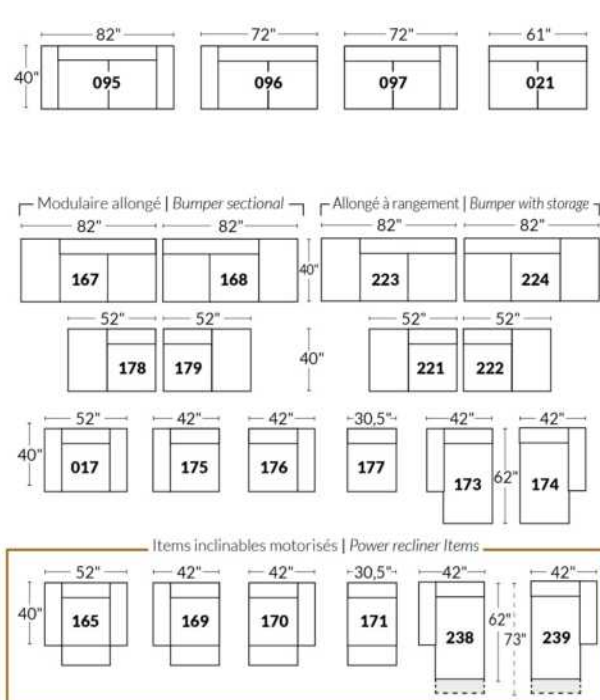 82" 72" 72" 61"
40" 095 096 097 021
Modulaire allongé | Bumper sectional Allongé à rangement | Bumper with storage
82" 82" 82" 82"
167 168 40" 223 224
52" 52" 52" 52"
178 179 40" 221 222
52" 42" 42" 30,5" 42" 42"
40" 017 175 176 177 173 62" 174
Items inclinables motorisés | Power recliner Items
52" 42" 42" 30,5" 42" 42"
40" 165 169 170 171 238 62" 73" 239